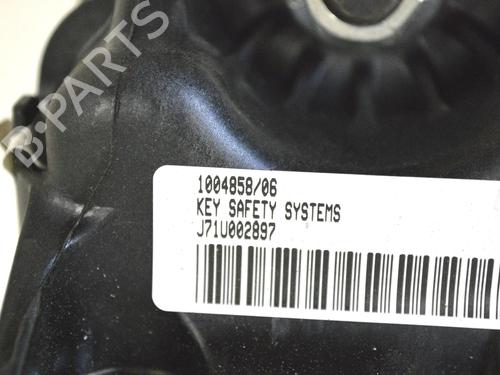 B-PARTS
1004858/06
KEY SAFETY SYSTEMS
J71U002897